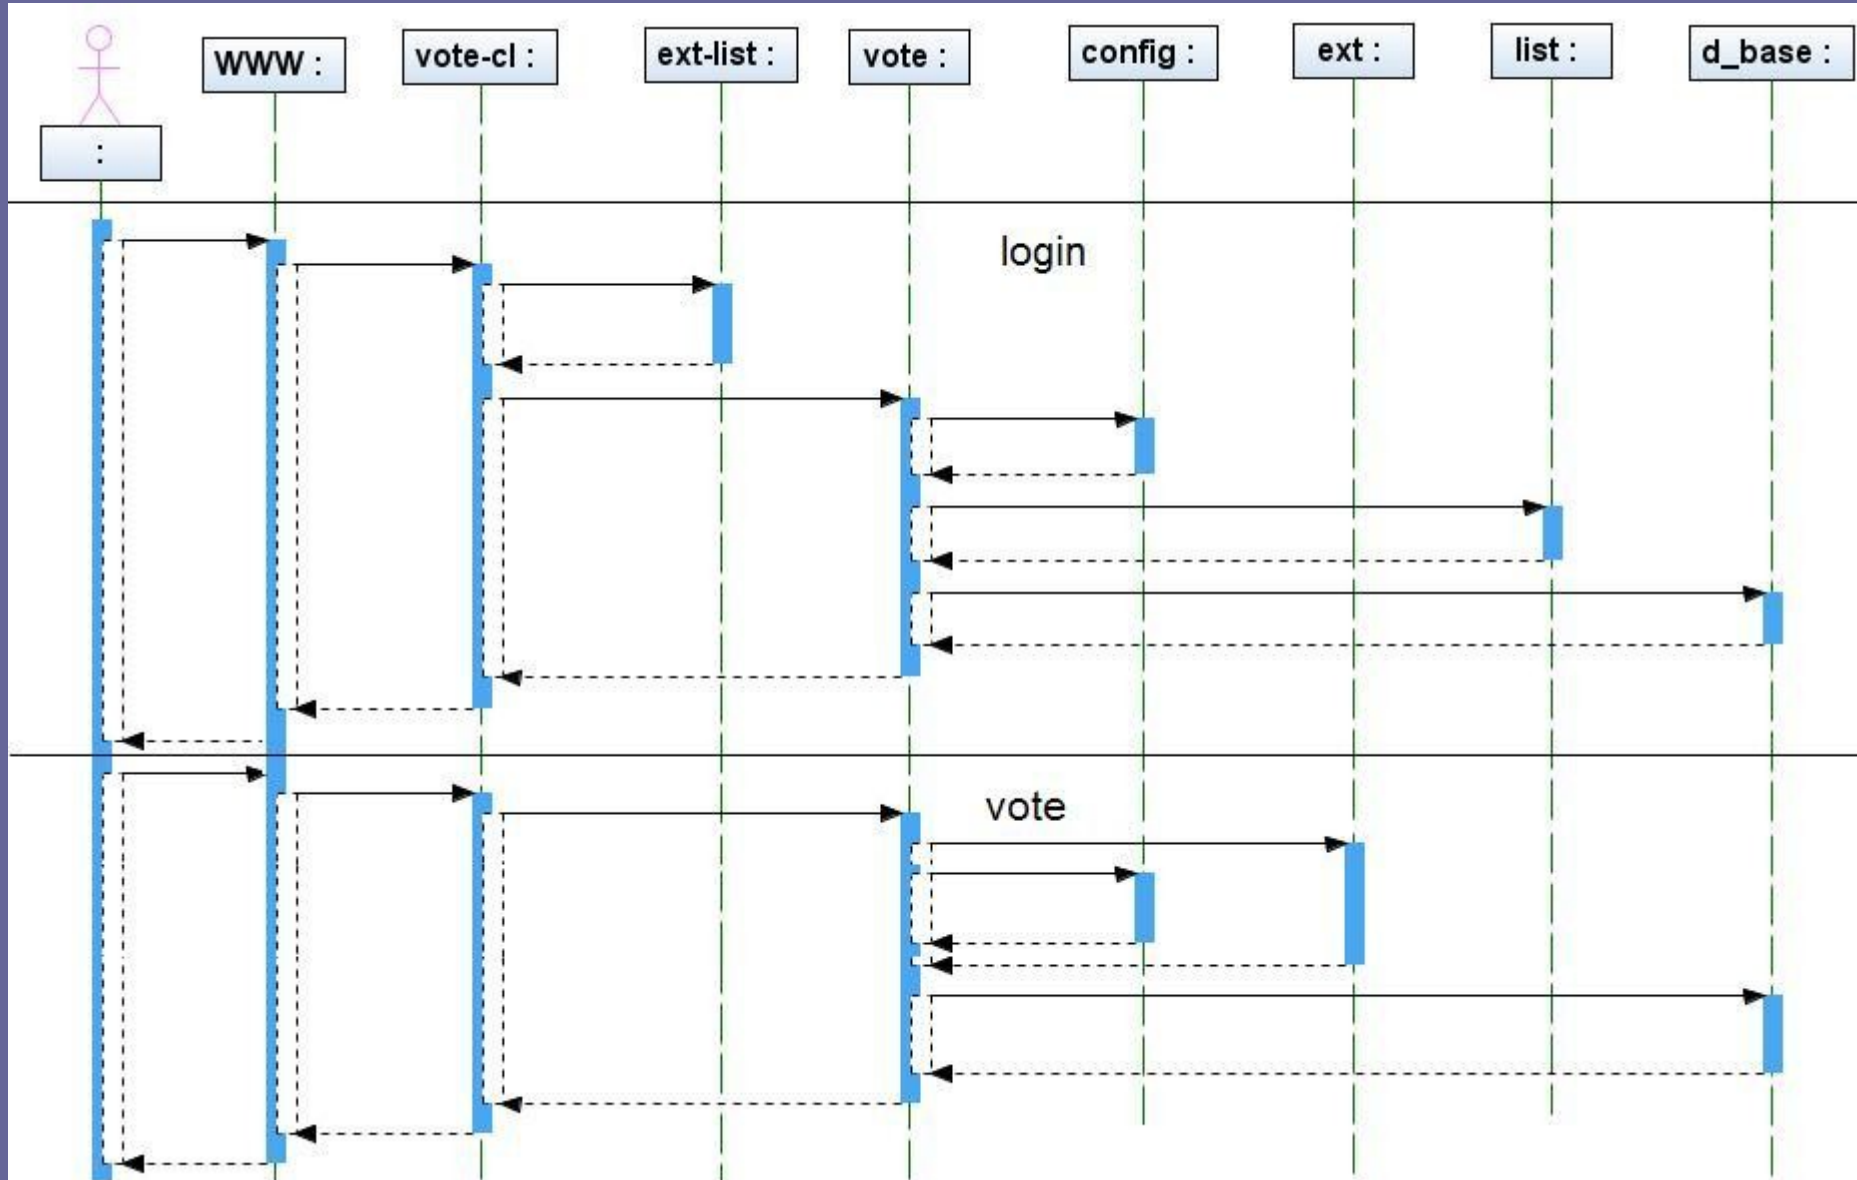 WWW :
vote-cl :
ext-list :
vote :
config :
ext :
list :
d_base :
:
login
vote